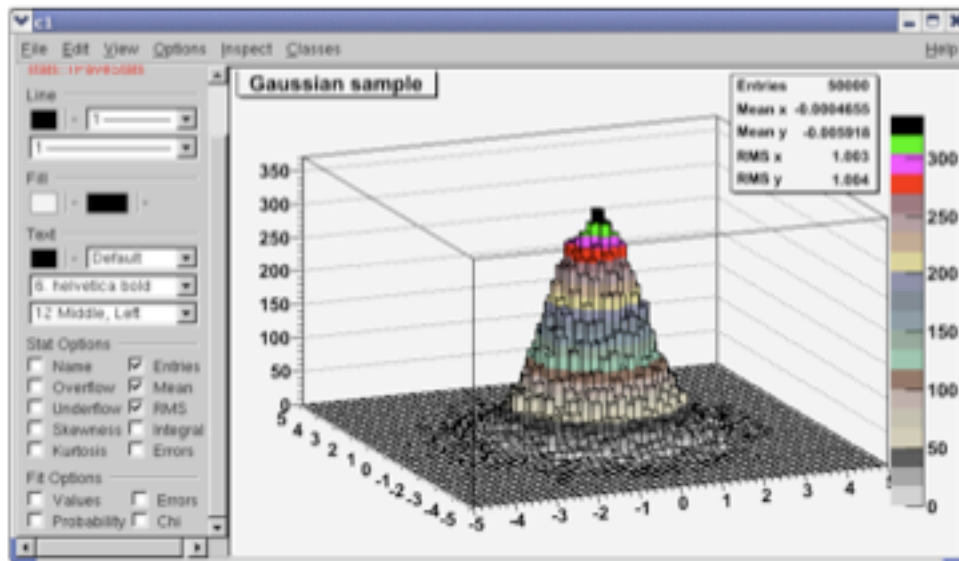 c1
File Edit View Options Inspect Classes Help
stats::TPaveStats
Line
1
1
Fill
Text
Default
6. helvetica bold
12 Middle, Left
Stat Options
Name Entries
Overflow Mean
Underflow RMS
Skewness Integral
Kurtosis Errors
Fit Options
Values Errors
Probability Chi
Gaussian sample
Entries 50000
Mean x -0.0004655
Mean y -0.005918
RMS x 1.003
RMS y 1.004
350
300
250
200
150
100
50
0
5 4 3 2 1 0 -1 -2 -3 -4 -5
-5 -4 -3 -2 -1 0 1 2 3 4 5
300
250
200
150
100
50
0